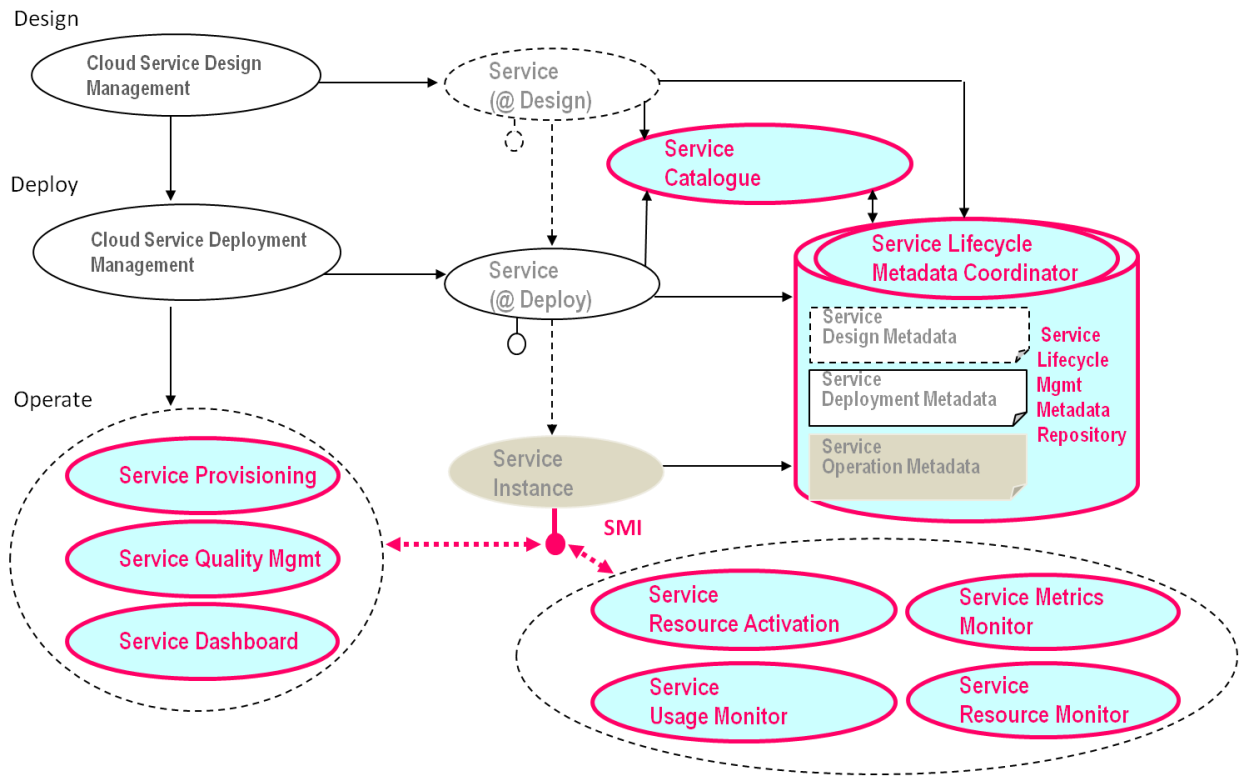 Design
Cloud Service Design
Management
Service
(@ Design)
Service
Catalogue
Deploy
Cloud Service Deployment
Management
Service
(@ Deploy)
Service Lifecycle
Metadata Coordinator
Service
Design Metadata
Service
Deployment Metadata
Service
Operation Metadata
Service
Lifecycle
Mgmt
Metadata
Repository
Operate
Service Provisioning
Service Quality Mgmt
Service Dashboard
Service
Instance
SMI
Service
Resource Activation
Service Metrics
Monitor
Service
Usage Monitor
Service
Resource Monitor